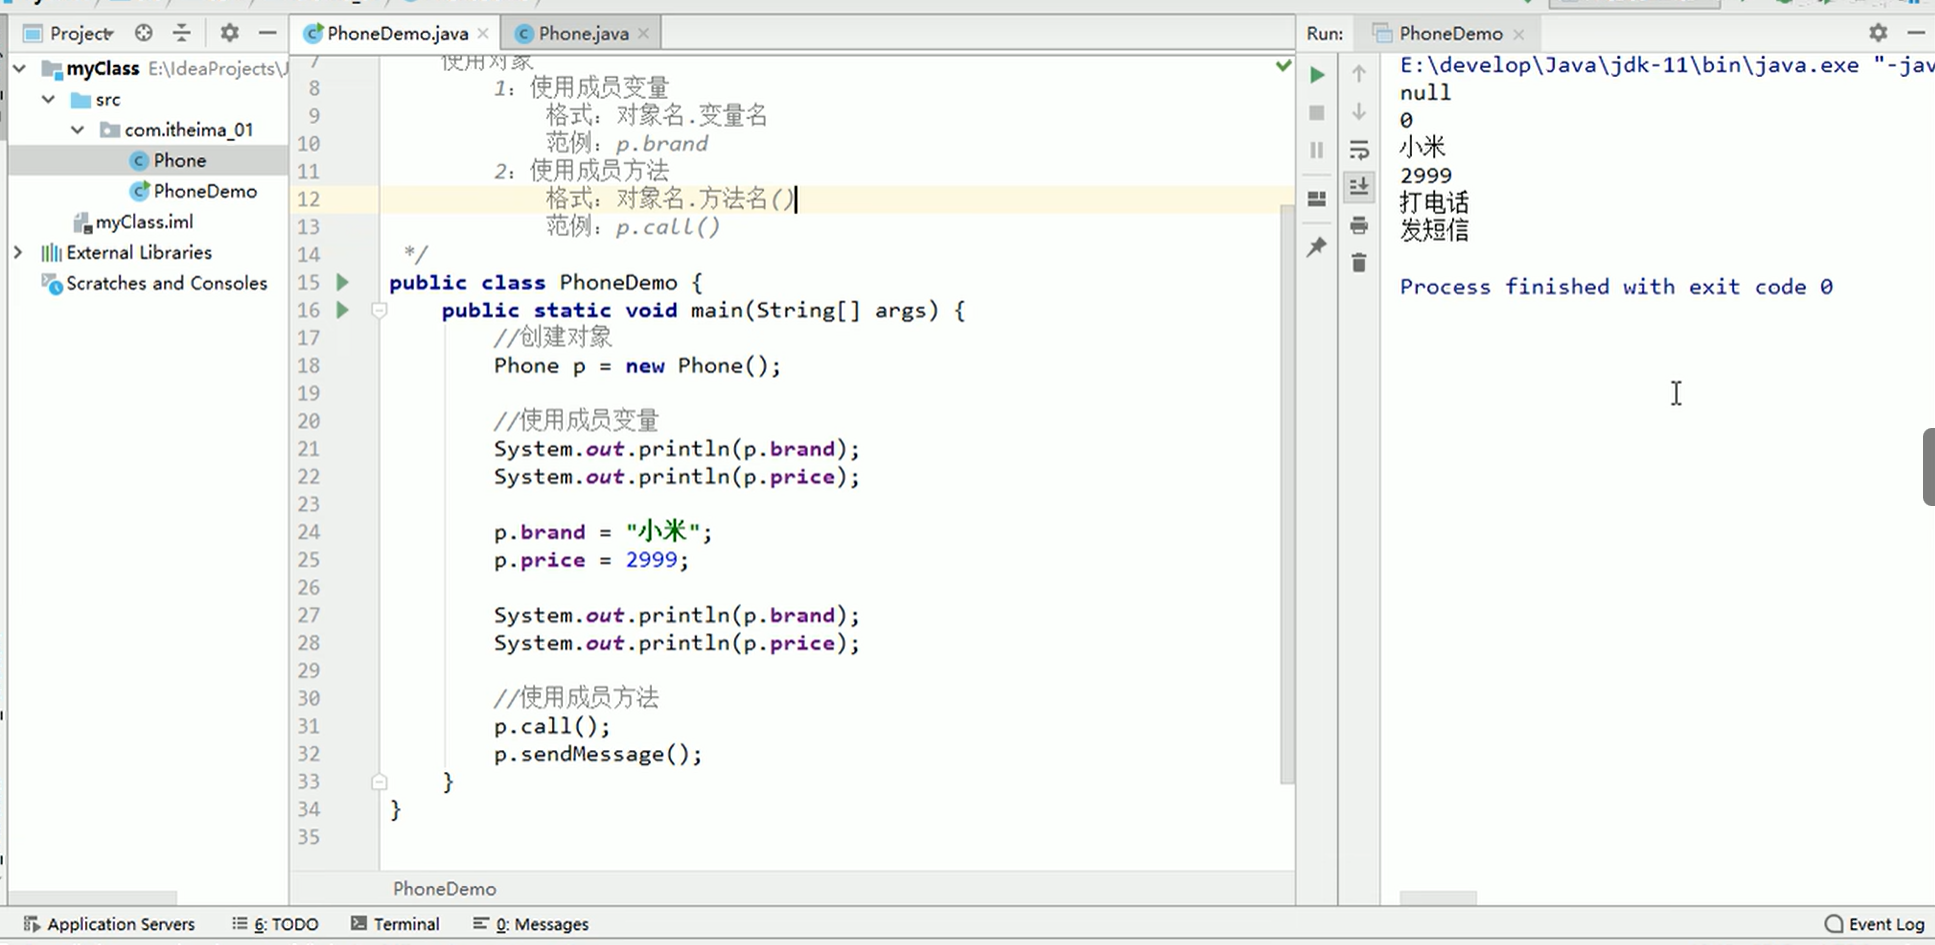 Project
PhoneDemo.java
Phone.java
Run:
PhoneDemo
myClass E:\IdeaProjects\J
src
com.itheima_01
Phone
PhoneDemo
myClass.iml
External Libraries
Scratches and Consoles
7 使用对象
8 1：使用成员变量
9 格式：对象名.变量名
10 范例：p.brand
11 2：使用成员方法
12 格式：对象名.方法名()
13 范例：p.call()
14 */
15 public class PhoneDemo {
16 public static void main(String[] args) {
17 //创建对象
18 Phone p = new Phone();
19
20 //使用成员变量
21 System.out.println(p.brand);
22 System.out.println(p.price);
23
24 p.brand = "小米";
25 p.price = 2999;
26
27 System.out.println(p.brand);
28 System.out.println(p.price);
29
30 //使用成员方法
31 p.call();
32 p.sendMessage();
33 }
34 }
35
PhoneDemo
E:\develop\Java\jdk-11\bin\java.exe "-jav
null
0
小米
2999
打电话
发短信
Process finished with exit code 0
Application Servers
6: TODO
Terminal
0: Messages
Event Log